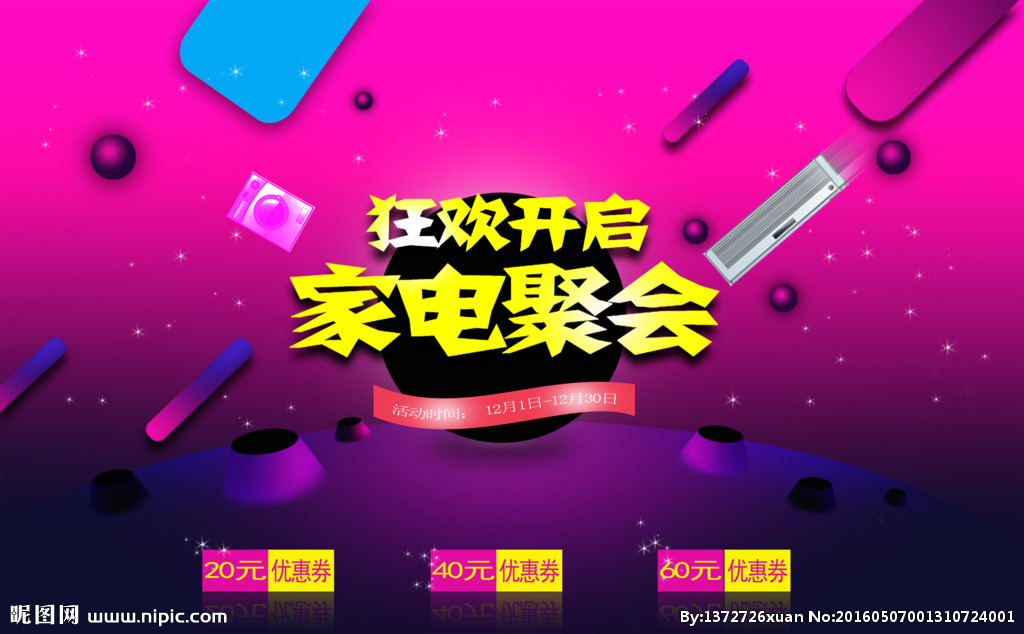 狂欢开启
家电聚会
活动时间： 12月1日-12月30日
20元优惠券
40元优惠券
60元优惠券
昵图网 www.nipic.com
By:1372726xuan No:20160507001310724001